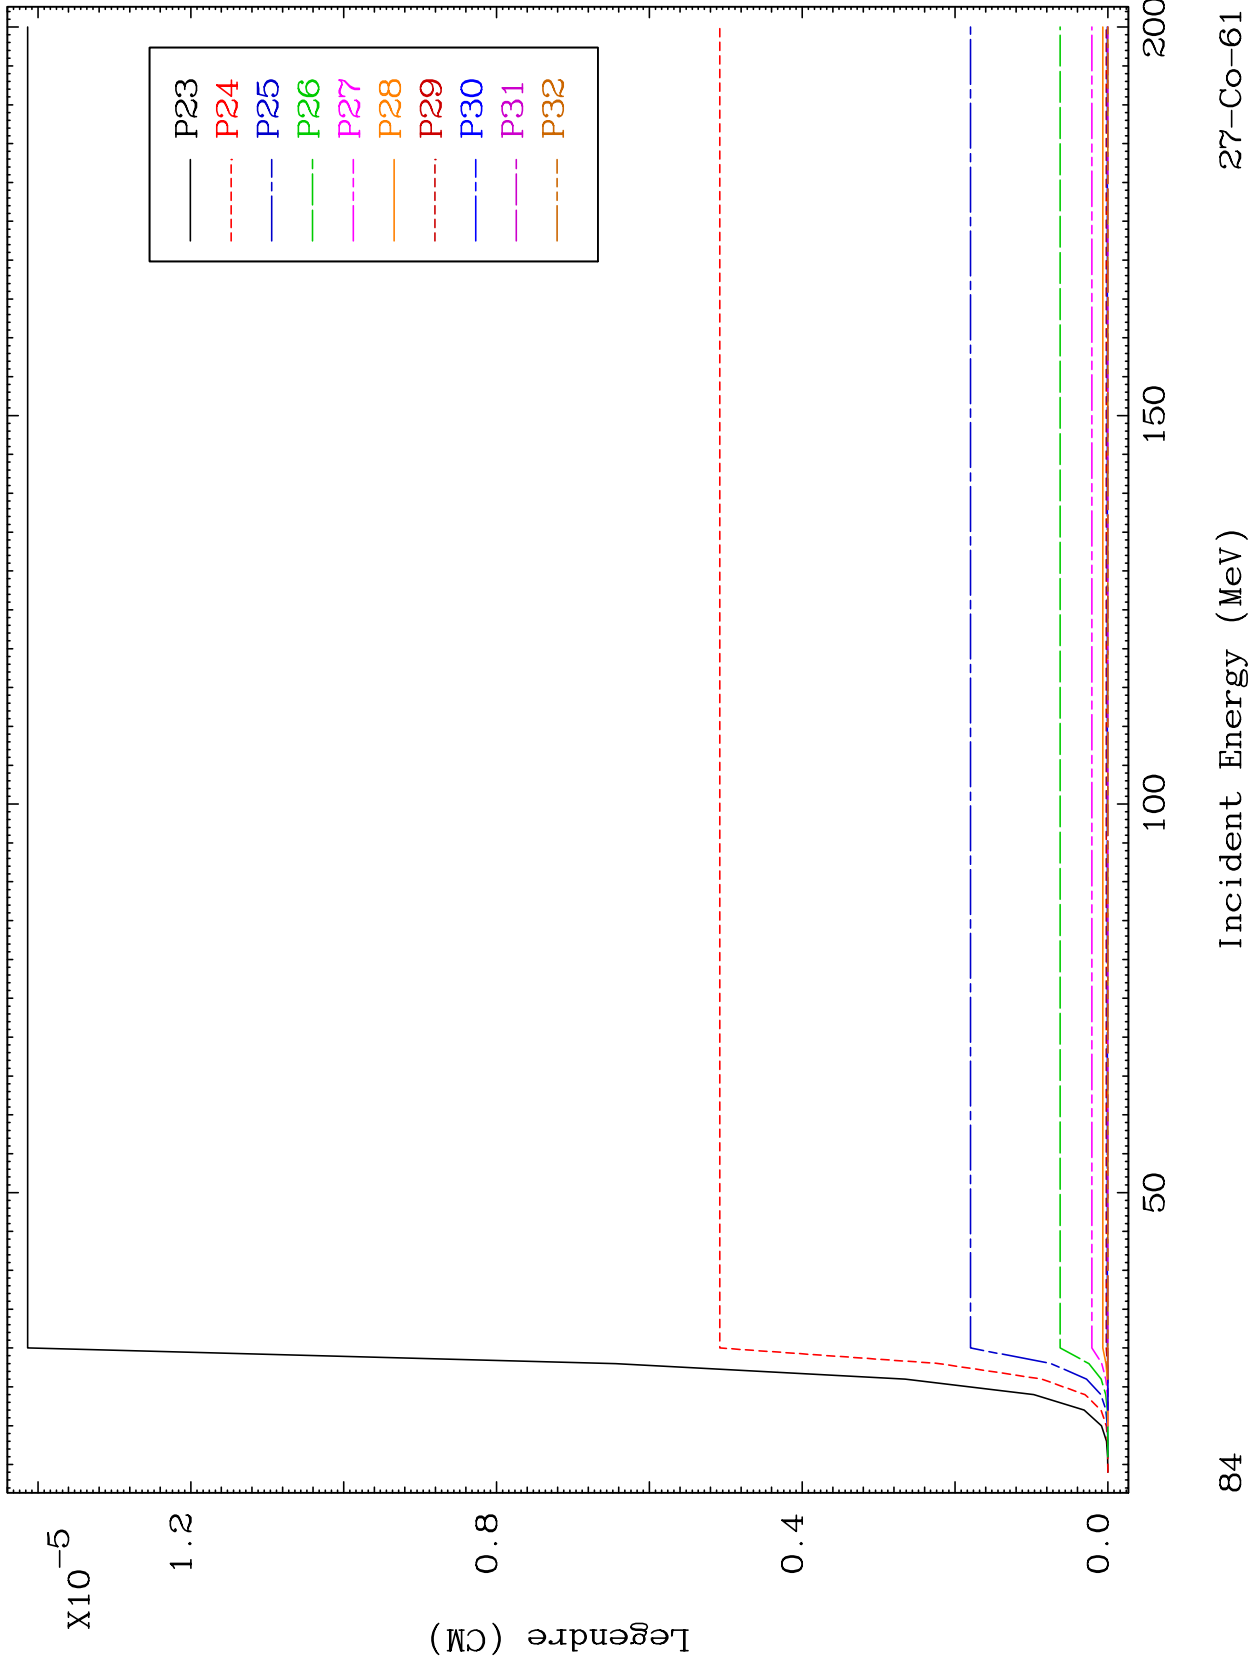 X10-5
1.2
0.8
0.4
0.0
Legendre (CM)
P23
P24
P25
P26
P27
P28
P29
P30
P31
P32
50
100
150
200
Incident Energy (MeV)
84
27-Co-61